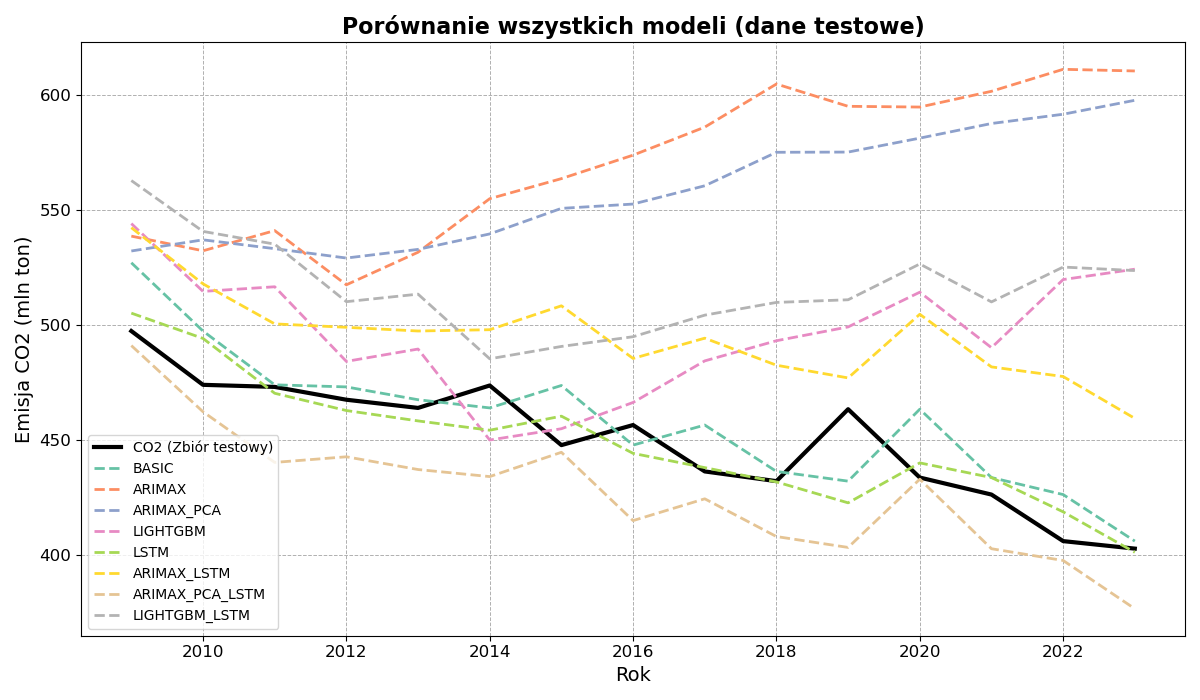 Porównanie wszystkich modeli (dane testowe)
Emisja CO2 (mln ton)
600
550
500
450
400
CO2 (Zbiór testowy)
BASIC
ARIMAX
ARIMAX_PCA
LIGHTGBM
LSTM
ARIMAX_LSTM
ARIMAX_PCA_LSTM
LIGHTGBM_LSTM
2010 2012 2014 2016 2018 2020 2022
Rok